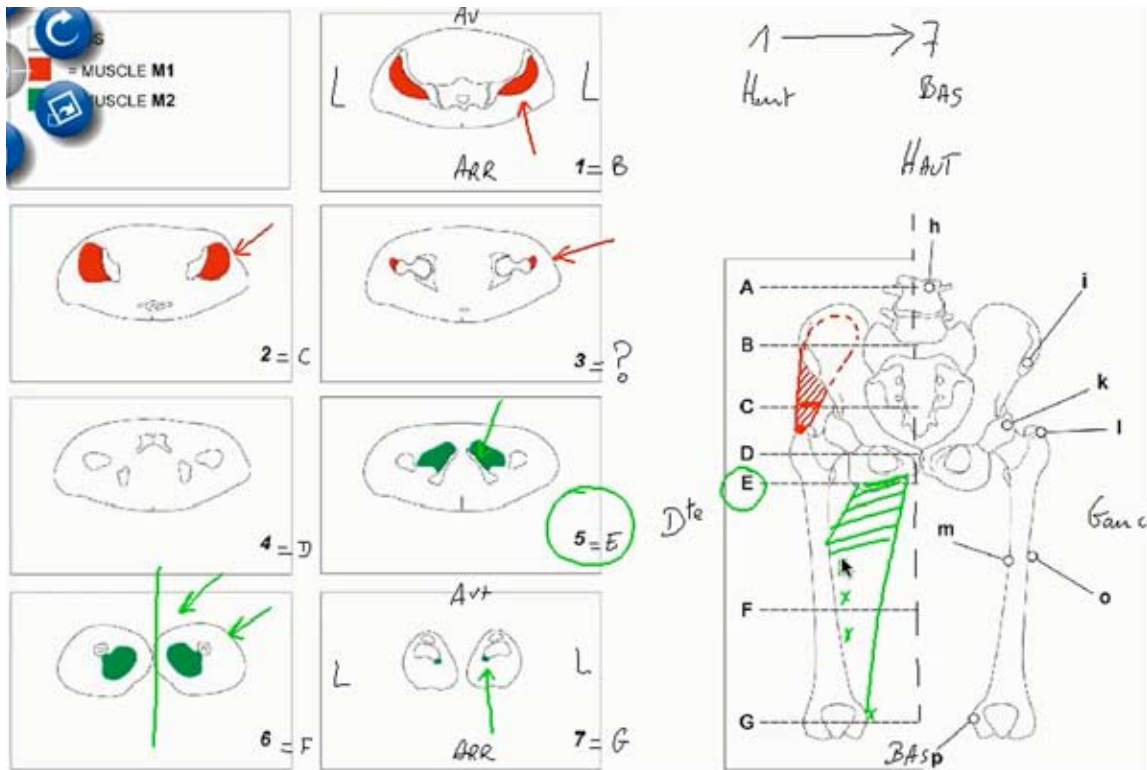 = MUSCLE M1
MUSCLE M2
Av
L
L
ARR
1 = B
2 = C
3 = ?
4 = D
5 = E
6 = F
Avt
L
L
ARR
7 = G
1 → 7
Haut
BAS
HAUT
h
A
i
B
C
k
l
D
E
Dte
Gauc
m
o
F
G
BAS
p